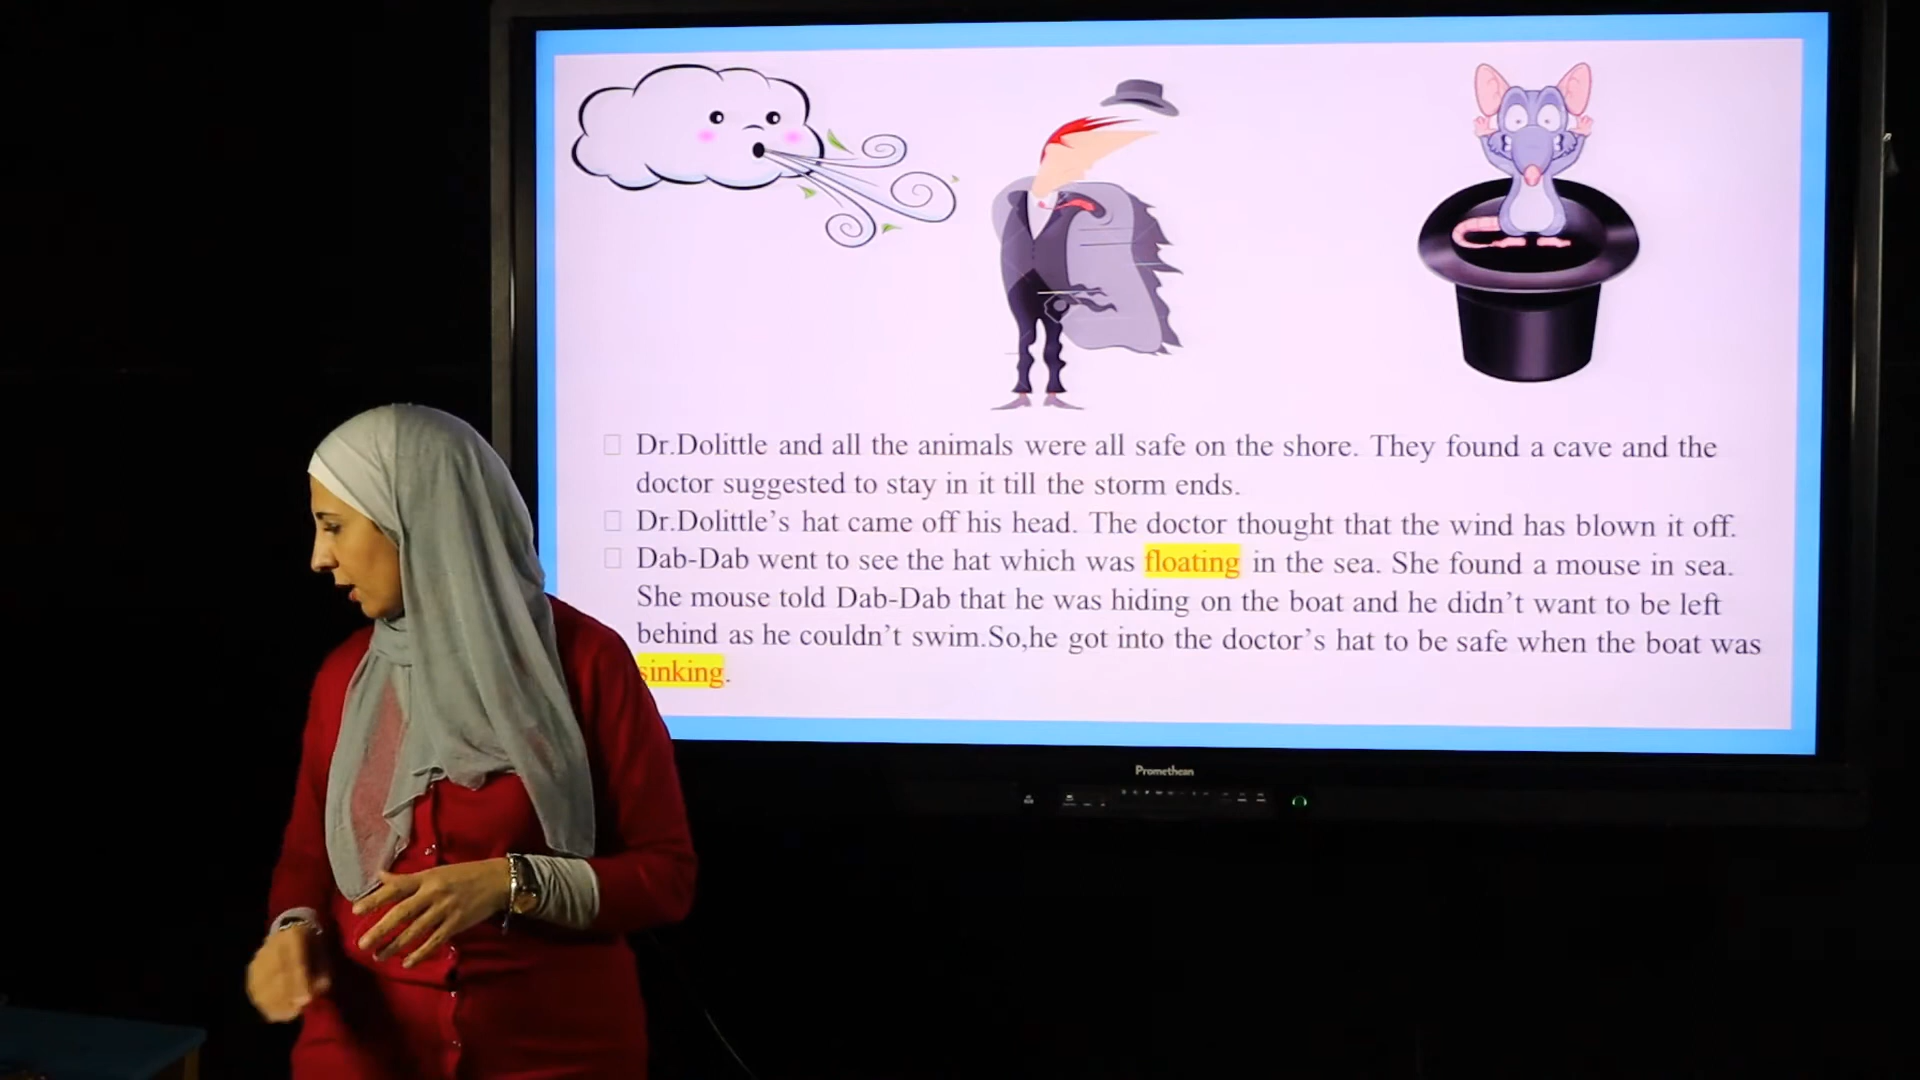 Dr.Dolittle and all the animals were all safe on the shore. They found a cave and the
doctor suggested to stay in it till the storm ends.
Dr.Dolittle’s hat came off his head. The doctor thought that the wind has blown it off.
Dab-Dab went to see the hat which was floating in the sea. She found a mouse in sea.
She mouse told Dab-Dab that he was hiding on the boat and he didn’t want to be left
behind as he couldn’t swim.So,he got into the doctor’s hat to be safe when the boat was
sinking.
Promethean